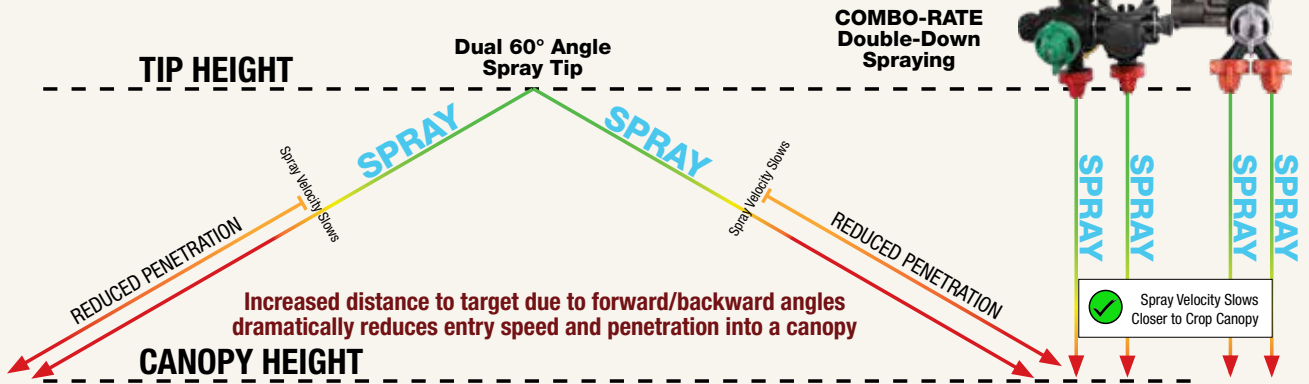 COMBO-RATE
Double-Down
Spraying
Dual 60° Angle
Spray Tip
TIP HEIGHT
SPRAY
SPRAY
Spray Velocity Slows
Spray Velocity Slows
REDUCED PENETRATION
REDUCED PENETRATION
SPRAY
SPRAY
SPRAY
SPRAY
Increased distance to target due to forward/backward angles
dramatically reduces entry speed and penetration into a canopy
Spray Velocity Slows
Closer to Crop Canopy
CANOPY HEIGHT